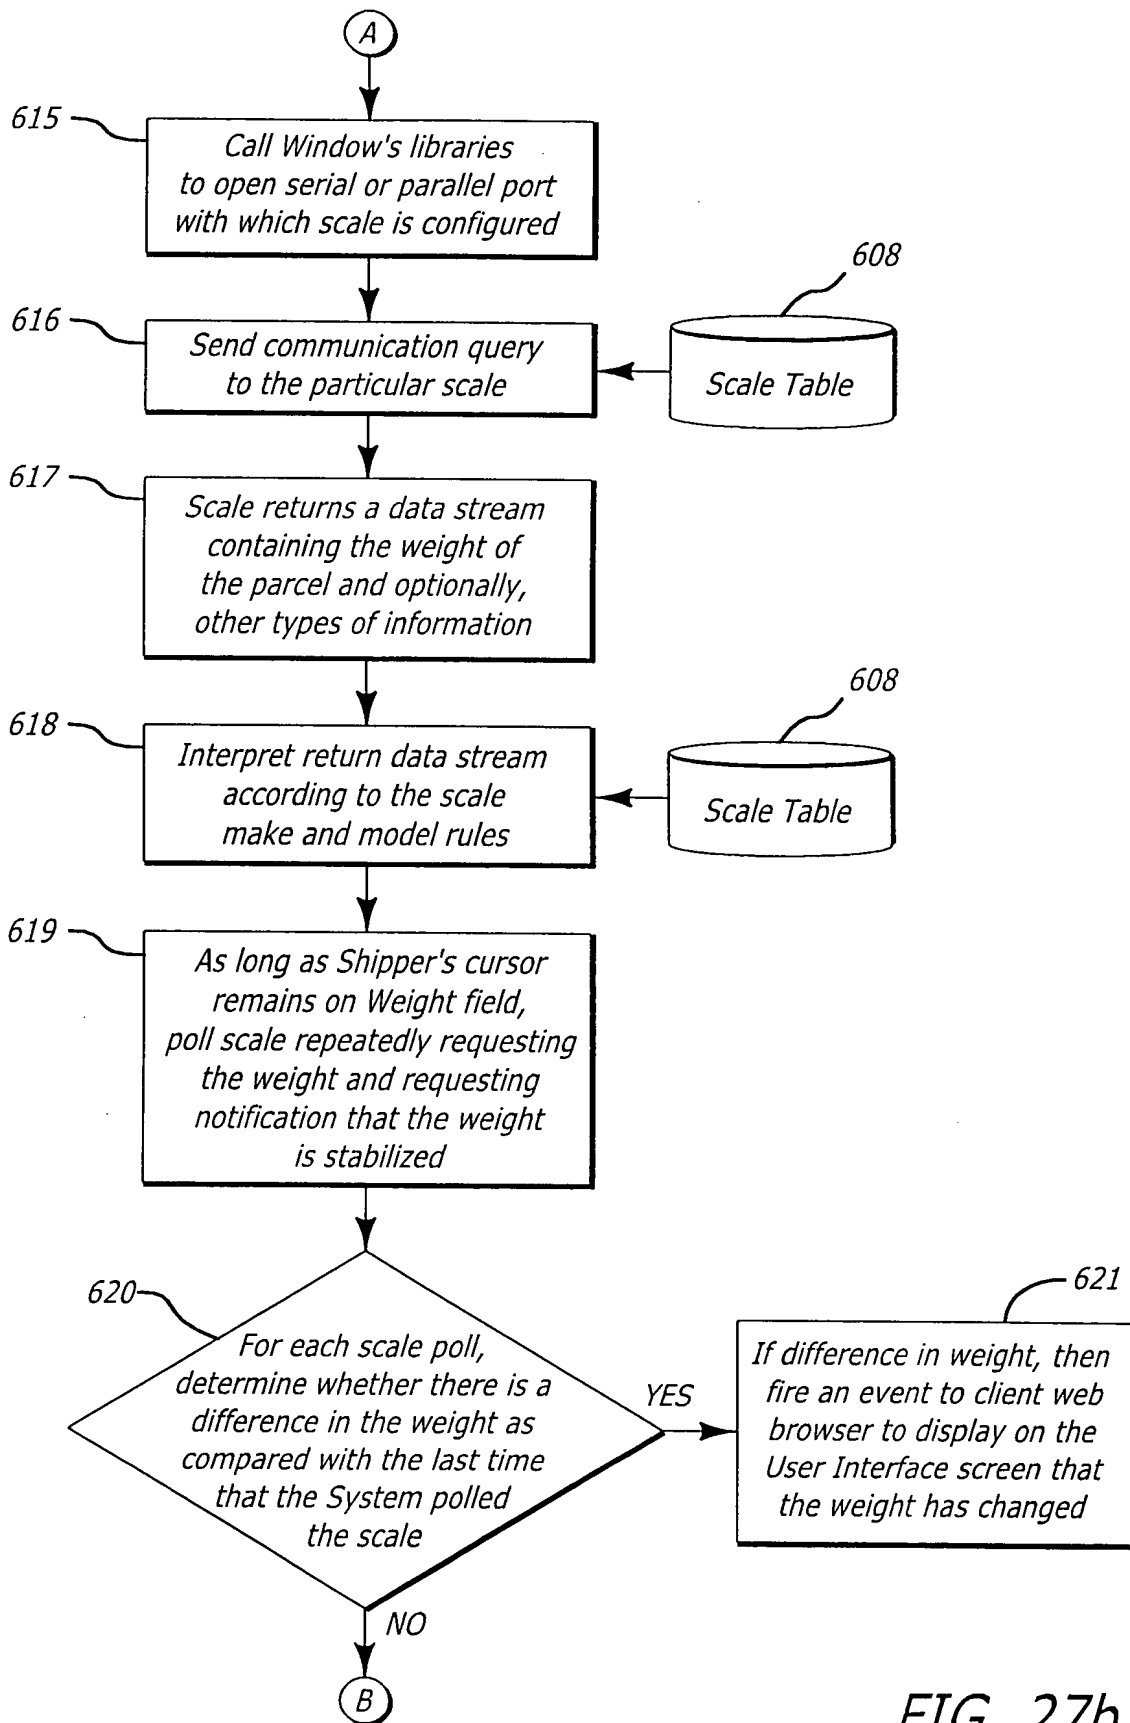 A
615
Call Window's libraries
to open serial or parallel port
with which scale is configured
608
616
Send communication query
to the particular scale
Scale Table
617
Scale returns a data stream
containing the weight of
the parcel and optionally,
other types of information
608
618
Interpret return data stream
according to the scale
make and model rules
Scale Table
619
As long as Shipper's cursor
remains on Weight field,
poll scale repeatedly requesting
the weight and requesting
notification that the weight
is stabilized
620
For each scale poll,
determine whether there is a
difference in the weight as
compared with the last time
that the System polled
the scale
YES
621
If difference in weight, then
fire an event to client web
browser to display on the
User Interface screen that
the weight has changed
NO
B
FIG. 27b